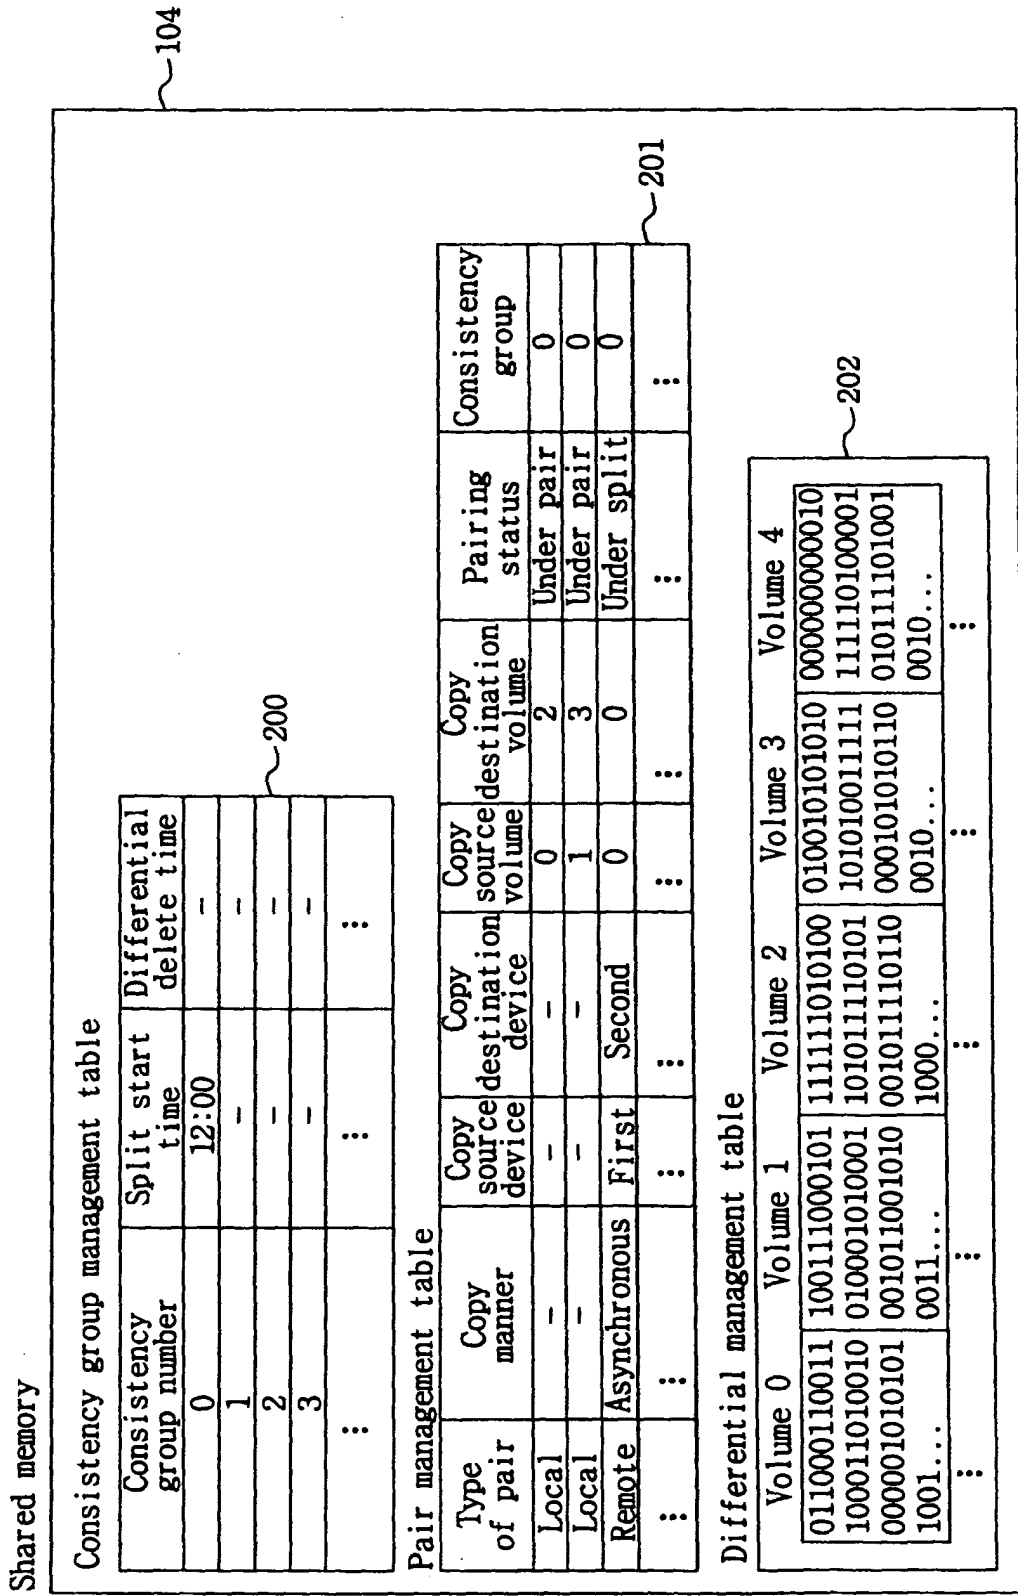 Shared memory
104
Consistency group management table
Consistency group number | Split start time | Differential delete time
0 | 12:00 | -
1 | - | -
2 | - | -
3 | - | -
⋮ | ⋮ | ⋮
200
Pair management table
Type of pair | Copy manner | Copy source device | Copy destination device | Copy source volume | Copy destination volume | Pairing status | Consistency group
Local | - | - | - | 0 | 2 | Under pair | 0
Local | - | - | - | 1 | 3 | Under pair | 0
Remote | Asynchronous | First | Second | 0 | 0 | Under split | 0
⋮ | ⋮ | ⋮ | ⋮ | ⋮ | ⋮ | ⋮ | ⋮
201
Differential management table
Volume 0 | Volume 1 | Volume 2 | Volume 3 | Volume 4
011000110011 | 100111000101 | 111111010100 | 010010101010 | 000000000010
100011010010 | 010001010001 | 101011110101 | 101010011111 | 111110100001
000001010101 | 001011001010 | 001011110110 | 000101010110 | 010111101001
1001... | 0011... | 1000... | 0010... | 0010...
⋮ | ⋮ | ⋮ | ⋮ | ⋮
202